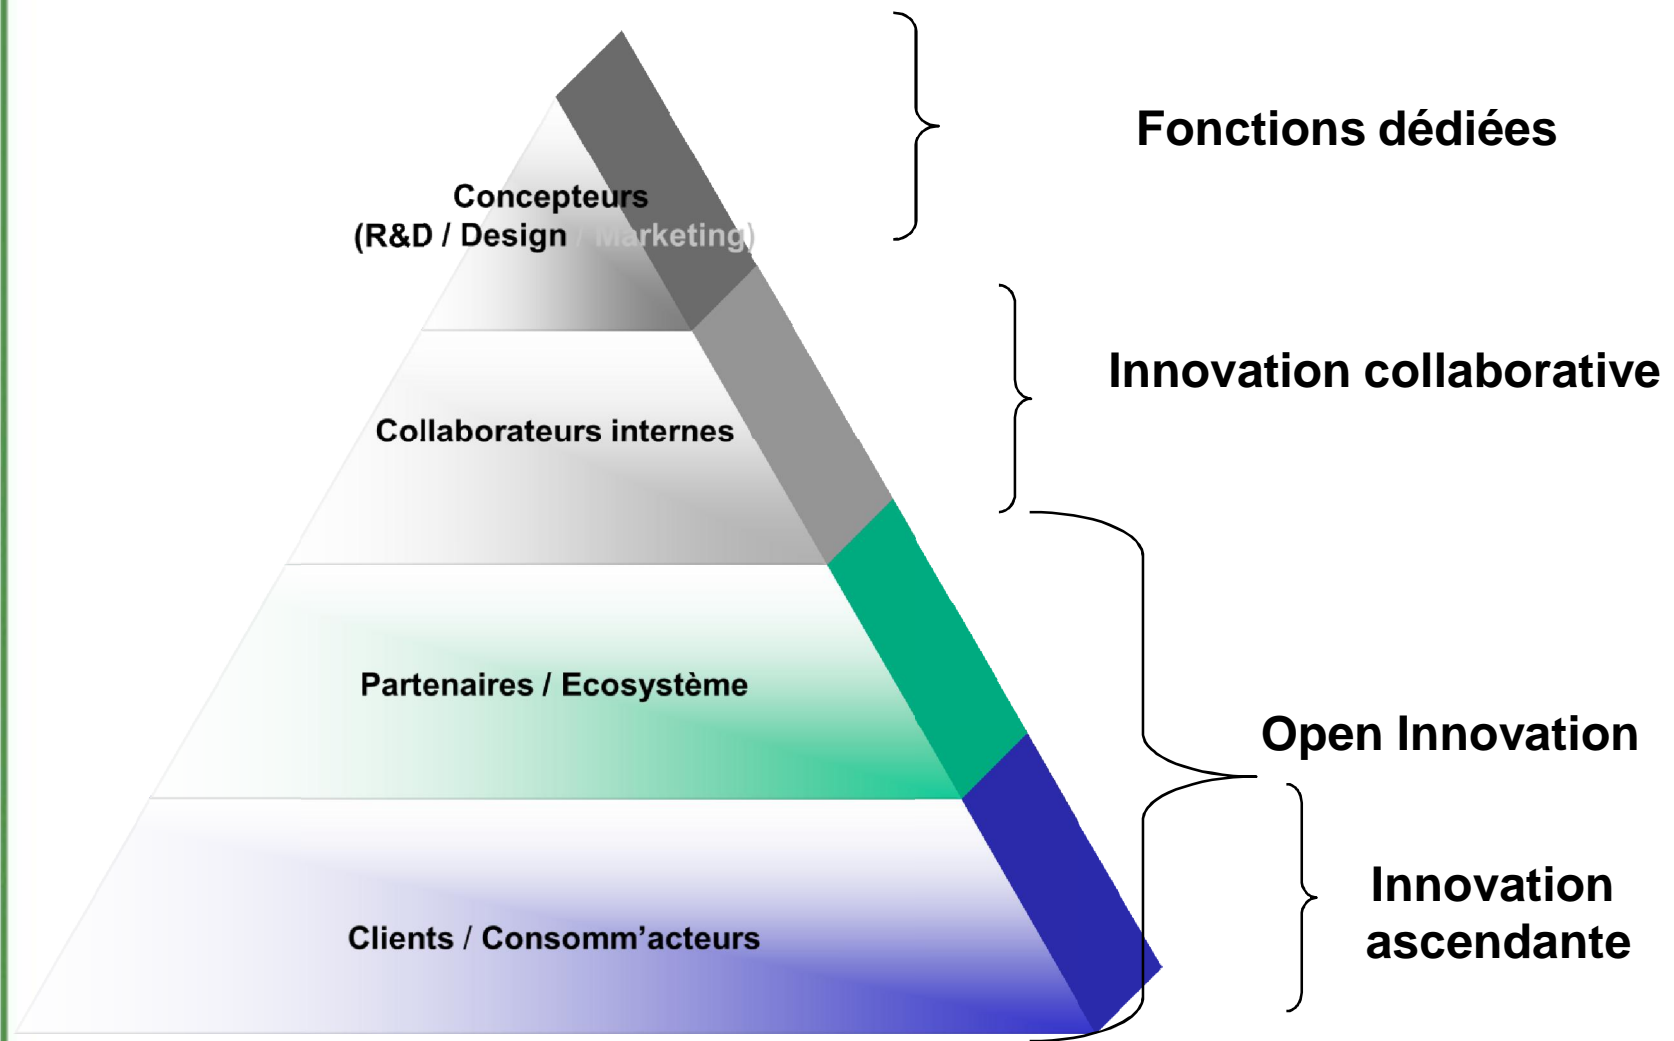 Fonctions dédiées
Concepteurs
(R&D / Design / Marketing)
Innovation collaborative
Collaborateurs internes
Partenaires / Ecosystème
Open Innovation
Clients / Consomm’acteurs
Innovation
ascendante